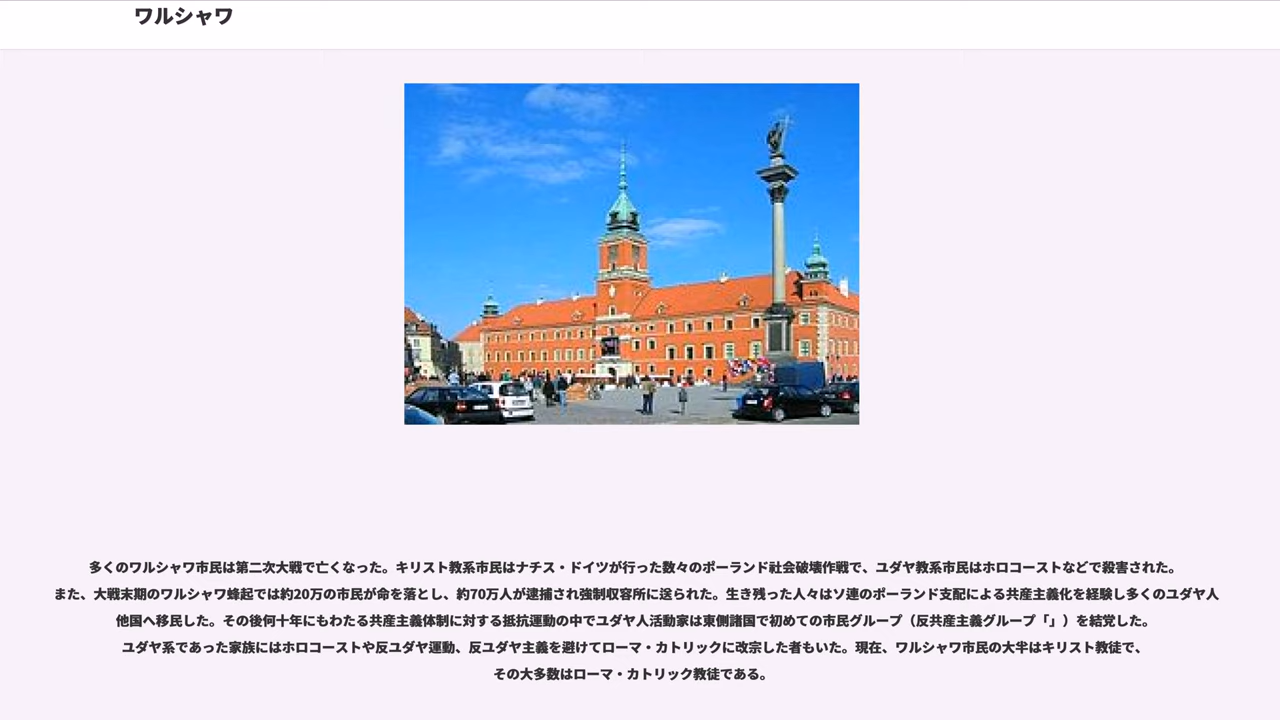 ワルシャワ
多くのワルシャワ市民は第二次大戦で亡くなった。キリスト教系市民はナチス・ドイツが行った数々のポーランド社会破壊作戦で、ユダヤ教系市民はホロコーストなどで殺害された。
また、大戦末期のワルシャワ蜂起では約20万の市民が命を落とし、約70万人が逮捕され強制収容所に送られた。生き残った人々はソ連のポーランド支配による共産主義化を経験し多くのユダヤ人
他国へ移民した。その後何十年にもわたる共産主義体制に対する抵抗運動の中でユダヤ人活動家は東側諸国で初めての市民グループ（反共産主義グループ「」）を結党した。
ユダヤ系であった家族にはホロコーストや反ユダヤ運動、反ユダヤ主義を避けてローマ・カトリックに改宗した者もいた。現在、ワルシャワ市民の大半はキリスト教徒で、
その大多数はローマ・カトリック教徒である。